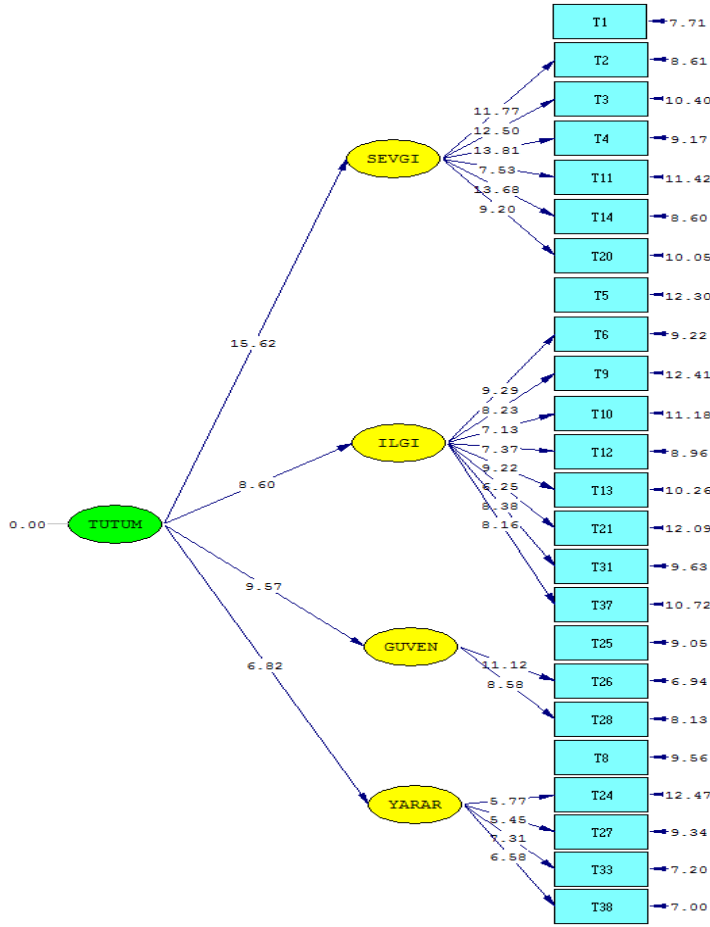 T1 7.71
T2 8.61
T3 10.40
11.77
12.50
T4 9.17
13.81
SEVGI
7.53
T11 11.42
13.68
9.20
T14 8.60
T20 10.05
T5 12.30
15.62
T6 9.22
T9 12.41
9.29
8.23
T10 11.18
7.13
ILGI
7.37
T12 8.96
9.22
8.60
6.25
T13 10.26
8.38
8.16
0.00 TUTUM
T21 12.09
T31 9.63
9.57
T37 10.72
T25 9.05
GUVEN
6.82
11.12
T26 6.94
8.58
T28 8.13
T8 9.56
YARAR
5.77
T24 12.47
5.45
T27 9.34
7.31
6.58
T33 7.20
T38 7.00